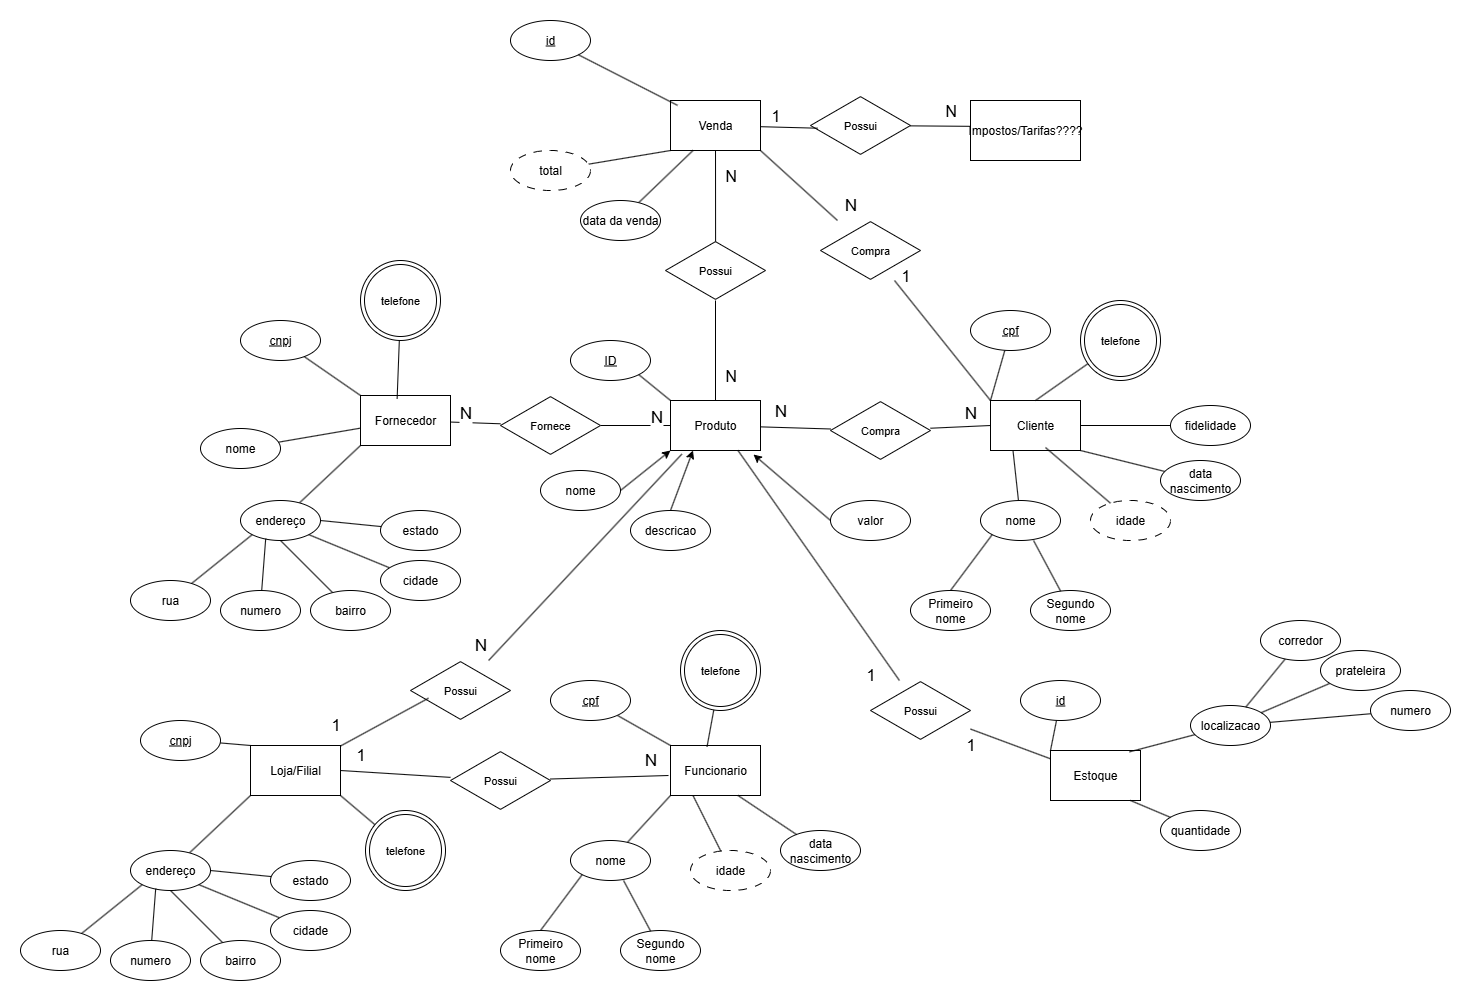 id
Venda
1
Possui
N
Impostos/Tarifas????
total
N
data da venda
N
Compra
1
Possui
telefone
cnpj
cpf
telefone
ID
N
Fornecedor
N
Fornece
N
Produto
N
Compra
N
Cliente
fidelidade
nome
nome
data
nascimento
valor
descricao
endereço
estado
nome
idade
cidade
rua
numero
bairro
Primeiro
nome
Segundo
nome
N
corredor
telefone
prateleira
1
Possui
cpf
id
numero
Possui
localizacao
1
cnpj
1
1
N
Loja/Filial
Possui
Funcionario
Estoque
quantidade
telefone
data
nascimento
nome
endereço
idade
estado
cidade
rua
numero
bairro
Primeiro
nome
Segundo
nome